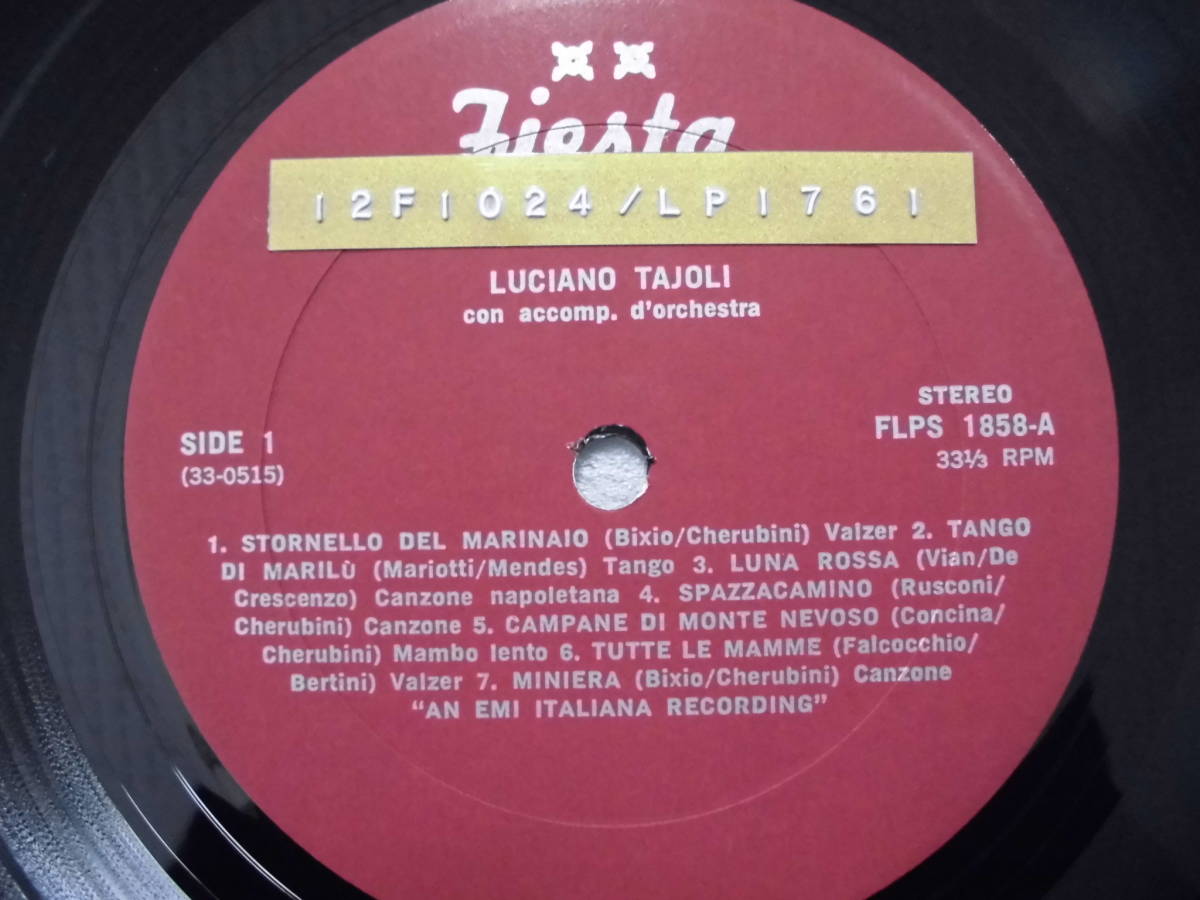 Fiesta
12F1024/LP1761
LUCIANO TAJOLI
con accomp. d'orchestra
STEREO
SIDE 1
FLPS 1858-A
(33-0515)
33⅓ RPM
1. STORNELLO DEL MARINAIO (Bixio/Cherubini) Valzer 2. TANGO
DI MARILÙ (Mariotti/Mendes) Tango 3. LUNA ROSSA (Vian/De
Crescenzo) Canzone napoletana 4. SPAZZACAMINO (Rusconi/
Cherubini) Canzone 5. CAMPANE DI MONTE NEVOSO (Concina/
Cherubini) Mambo lento 6. TUTTE LE MAMME (Falcocchio/
Bertini) Valzer 7. MINIERA (Bixio/Cherubini) Canzone
"AN EMI ITALIANA RECORDING"